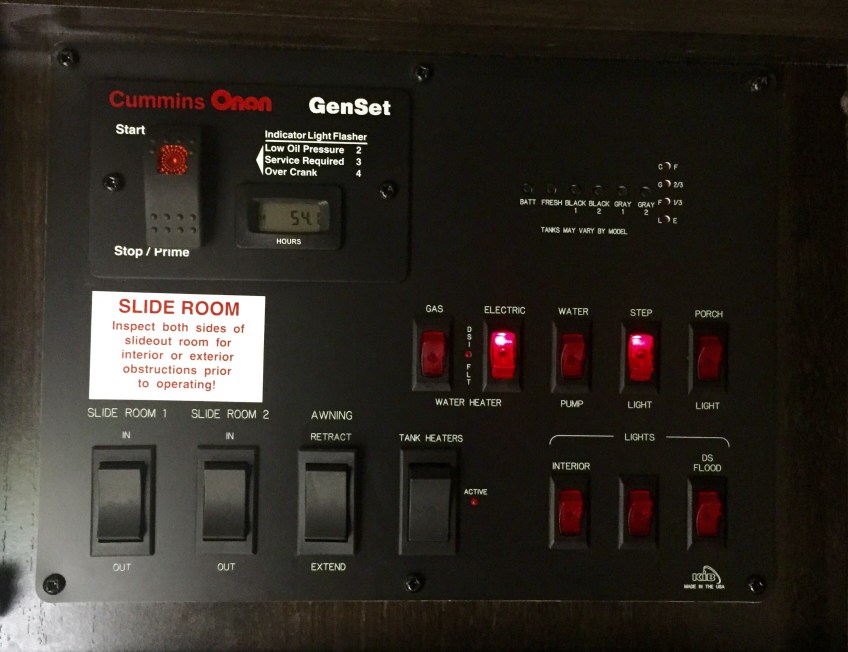 Cummins Onan GenSet
Start
Indicator Light Flasher
Low Oil Pressure 2
Service Required 3
Over Crank 4
54.1
HOURS
Stop / Prime
C F
G 2/3
F 1/3
L E
BATT FRESH BLACK 1 BLACK 2 GRAY 1 GRAY 2
TANKS MAY VARY BY MODEL
SLIDE ROOM
Inspect both sides of
slideout room for
interior or exterior
obstructions prior
to operating!
GAS ELECTRIC WATER STEP PORCH
DSI FLT
WATER HEATER PUMP LIGHT LIGHT
SLIDE ROOM 1 SLIDE ROOM 2 AWNING
IN IN RETRACT TANK HEATERS
ACTIVE
OUT OUT EXTEND
LIGHTS
INTERIOR
DS
FLOOD
KIB
MADE IN THE USA